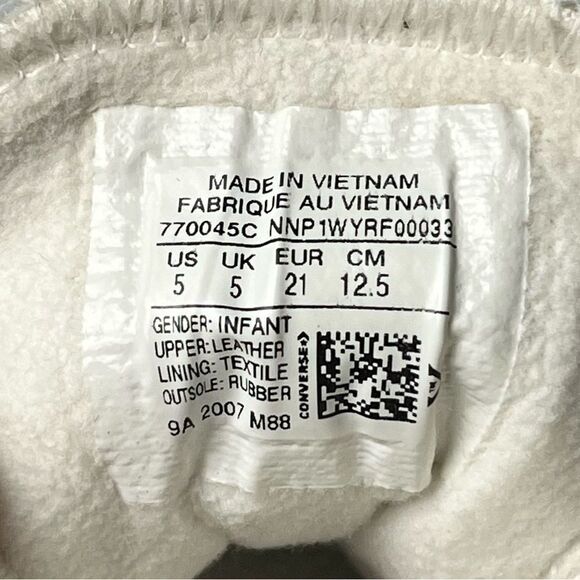 MADE IN VIETNAM
FABRIQUE AU VIETNAM
770045C NNP1WYRF00033
US UK EUR CM
5 5 21 12.5
GENDER: INFANT
UPPER: LEATHER
LINING: TEXTILE
OUTSOLE: RUBBER
9A 2007 M88
CONVERSE